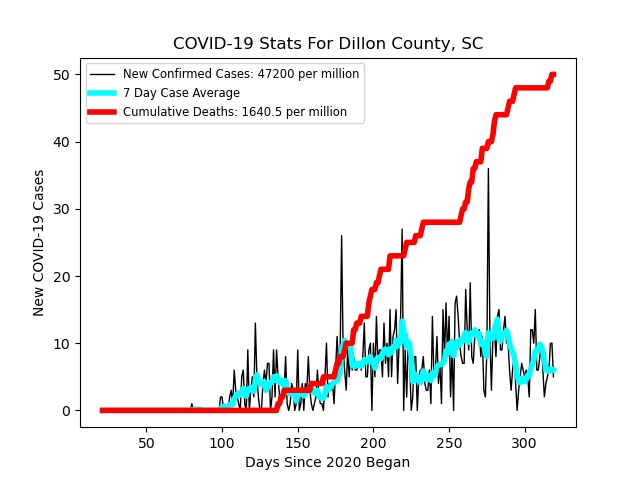 COVID-19 Stats For Dillon County, SC
New Confirmed Cases: 47200 per million
7 Day Case Average
Cumulative Deaths: 1640.5 per million
50
40
30
20
10
0
New COVID-19 Cases
50 100 150 200 250 300
Days Since 2020 Began